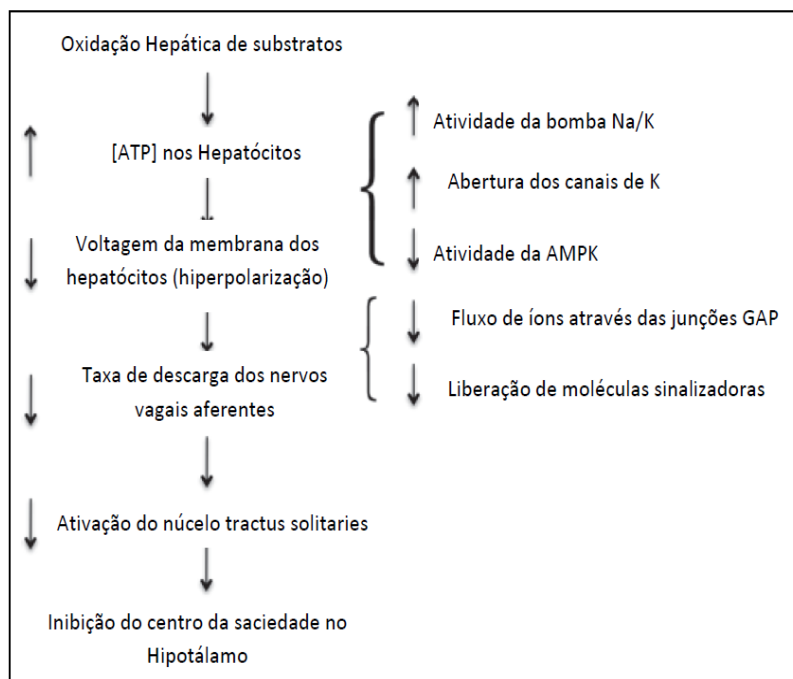 Oxidação Hepática de substratos
[ATP] nos Hepatócitos
Voltagem da membrana dos
hepatócitos (hiperpolarização)
Taxa de descarga dos nervos
vagais aferentes
Ativação do núcelo tractus solitaries
Inibição do centro da saciedade no
Hipotálamo
Atividade da bomba Na/K
Abertura dos canais de K
Atividade da AMPK
Fluxo de íons através das junções GAP
Liberação de moléculas sinalizadoras